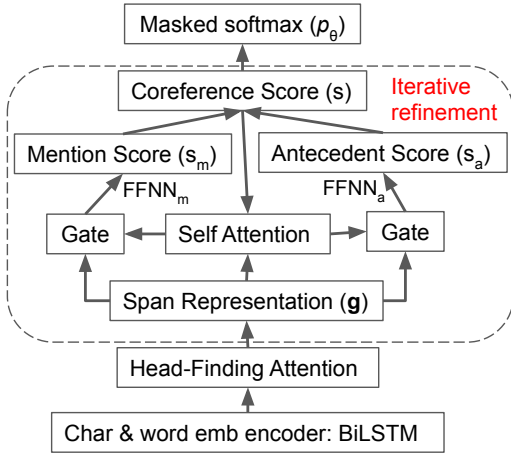 Masked softmax (pθ)
Coreference Score (s)
Iterative
refinement
Mention Score (sm)
Antecedent Score (sa)
FFNNm
FFNNa
Gate
Self Attention
Gate
Span Representation (g)
Head-Finding Attention
Char & word emb encoder: BiLSTM